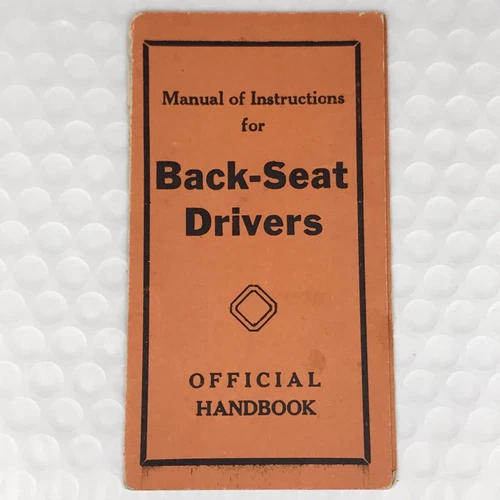 Manual of Instructions
for
Back-Seat
Drivers
OFFICIAL
HANDBOOK